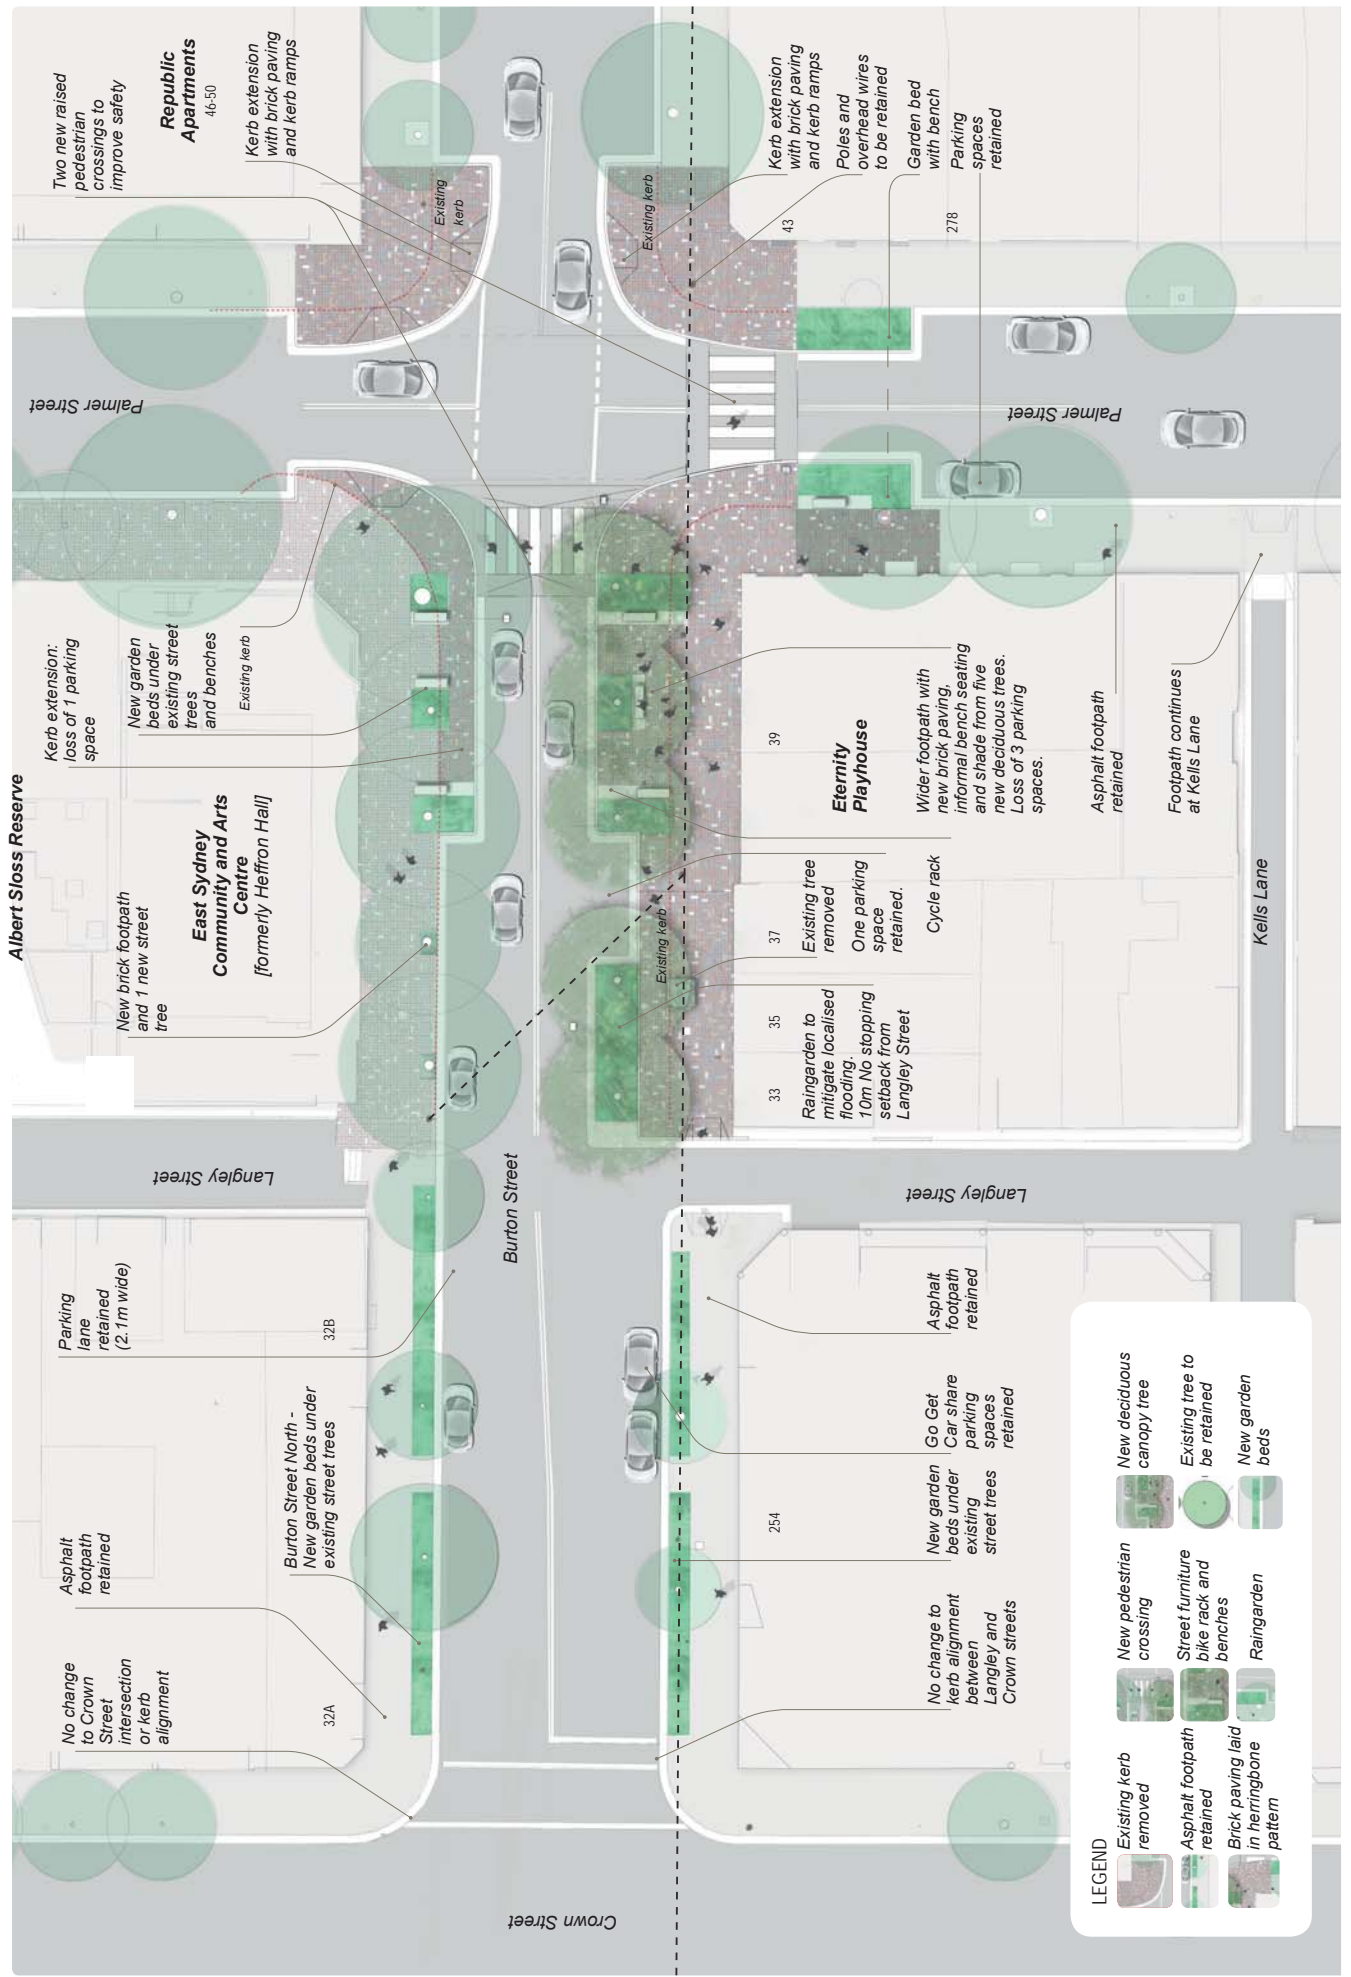 Albert Sloss Reserve
No change
to Crown
Street
intersection
or kerb
alignment
Asphalt
footpath
retained
Parking
lane
retained
(2.1m wide)
New brick footpath
and 1 new street
tree
Kerb extension:
loss of 1 parking
space
New garden
beds under
existing street
trees
and benches
Existing kerb
Two new raised
pedestrian
crossings to
improve safety
Republic
Apartments
46-50
Kerb extension
with brick paving
and kerb ramps
East Sydney
Community and Arts
Centre
[formerly Heffron Hall]
Burton Street North -
New garden beds under
existing street trees
32A
32B
Langley Street
Palmer Street
Existing
kerb
Crown Street
Burton Street
Existing kerb
Existing kerb
254
33
35
37
39
43
278
No change to
kerb alignment
between
Langley and
Crown streets
New garden
beds under
existing
street trees
Go Get
Car share
parking
spaces
retained
Asphalt
footpath
retained
Langley Street
Raingarden to
mitigate localised
flooding.
10m No stopping
setback from
Langley Street
Existing tree
removed
One parking
space
retained.
Cycle rack
Eternity
Playhouse
Wider footpath with
new brick paving,
informal bench seating
and shade from five
new deciduous trees.
Loss of 3 parking
spaces.
Asphalt footpath
retained
Footpath continues
at Kells Lane
Kells Lane
Palmer Street
Kerb extension
with brick paving
and kerb ramps
Poles and
overhead wires
to be retained
Garden bed
with bench
Parking
spaces
retained
LEGEND
Existing kerb
removed
Asphalt footpath
retained
Brick paving laid
in herringbone
pattern
New pedestrian
crossing
Street furniture
bike rack and
benches
Raingarden
New deciduous
canopy tree
Existing tree to
be retained
New garden
beds